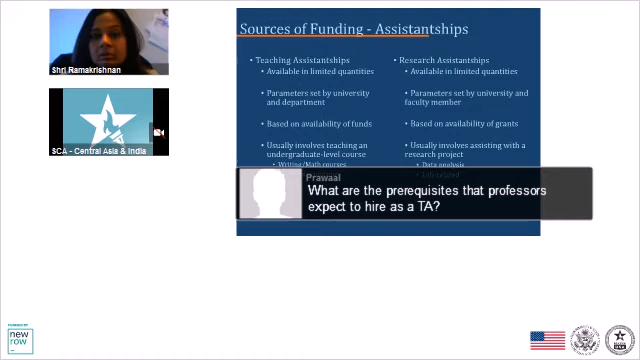 Shri Ramakrishnan
SCA - Central Asia & India
Sources of Funding - Assistantships
• Teaching Assistantships
• Available in limited quantities
• Parameters set by university
and department
• Based on availability of funds
• Usually involves teaching an
undergraduate-level course
• Writing/Math courses
• Research Assistantships
• Available in limited quantities
• Parameters set by university and
faculty member
• Based on availability of grants
• Usually involves assisting with a
research project
• Data analysis
• Lab-related
Prawaal
What are the prerequisites that professors
expect to hire as a TA?
POWERED BY
new
row_